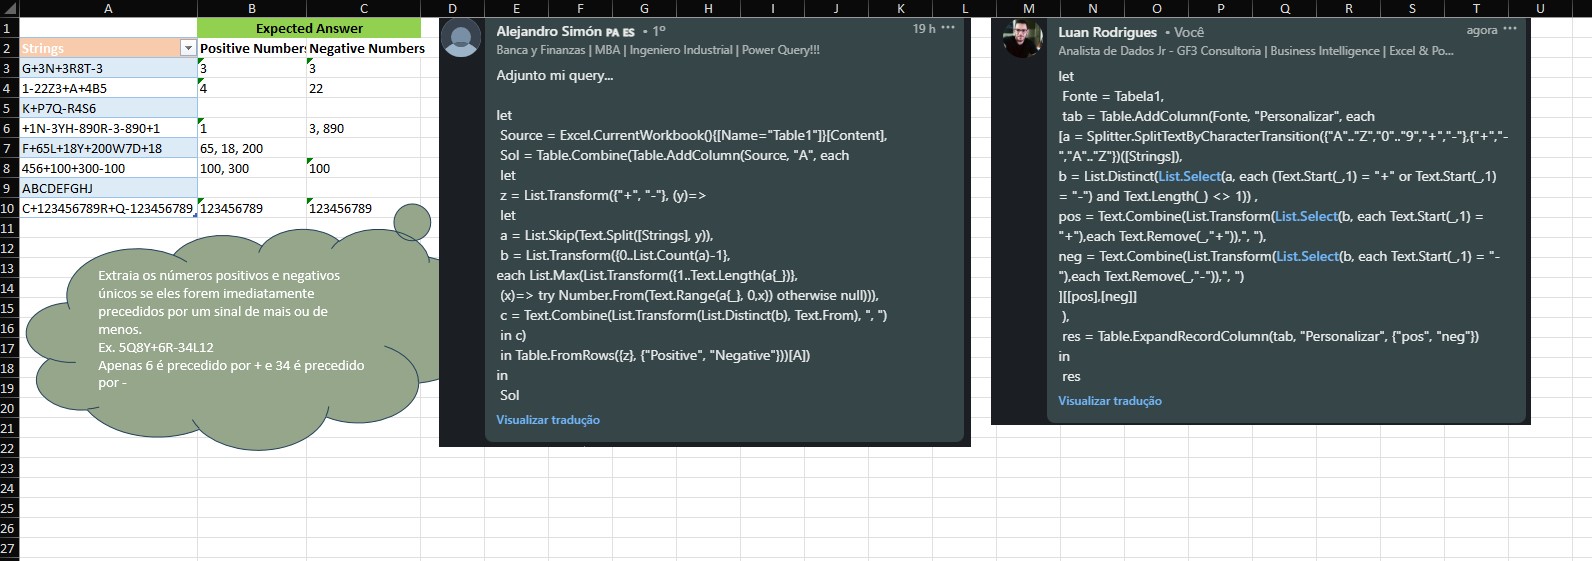 A B C D E F G H I J K L M N O P Q R S T U
1 Expected Answer
2 Strings Positive Numbers Negative Numbers
3 G+3N+3R8T-3 3 3
4 1-22Z3+A+4B5 4 22
5 K+P7Q-R4S6
6 +1N-3YH-890R-3-890+1 1 3, 890
7 F+65L+18Y+200W7D+18 65, 18, 200
8 456+100+300-100 100, 300 100
9 ABCDEFGHJ
10 C+123456789R+Q-123456789 123456789 123456789
11
12
13
14
15
16
17
18
19
20
21
22
23
24
25
26
27
Extraia os números positivos e negativos
únicos se eles forem imediatamente
precedidos por um sinal de mais ou de
menos.
Ex. 5Q8Y+6R-34L12
Apenas 6 é precedido por + e 34 é precedido
por -
Alejandro Simón PA ES • 1º 19 h •••
Banca y Finanzas | MBA | Ingeniero Industrial | Power Query!!!
Adjunto mi query...
let
Source = Excel.CurrentWorkbook(){[Name="Table1"]}[Content],
Sol = Table.Combine(Table.AddColumn(Source, "A", each
let
z = List.Transform({"+", "-"}, (y)=>
let
a = List.Skip(Text.Split([Strings], y)),
b = List.Transform({0..List.Count(a)-1},
each List.Max(List.Transform({1..Text.Length(a{_})},
(x)=> try Number.From(Text.Range(a{_}, 0,x)) otherwise null))),
c = Text.Combine(List.Transform(List.Distinct(b), Text.From), ", ")
in c)
in Table.FromRows({z}, {"Positive", "Negative"}))[A])
in
Sol
Visualizar tradução
Luan Rodrigues • Você agora •••
Analista de Dados Jr - GF3 Consultoria | Business Intelligence | Excel & Po...
let
Fonte = Tabela1,
tab = Table.AddColumn(Fonte, "Personalizar", each
[a = Splitter.SplitTextByCharacterTransition({"A".."Z","0".."9","+","-"},{"+","-
","A".."Z"})([Strings]),
b = List.Distinct(List.Select(a, each (Text.Start(_,1) = "+" or Text.Start(_,1)
= "-") and Text.Length(_) <> 1)) ,
pos = Text.Combine(List.Transform(List.Select(b, each Text.Start(_,1) =
"+"),each Text.Remove(_,"+")),", "),
neg = Text.Combine(List.Transform(List.Select(b, each Text.Start(_,1) = "-
"),each Text.Remove(_,"-")),", ")
][[pos],[neg]]
),
res = Table.ExpandRecordColumn(tab, "Personalizar", {"pos", "neg"})
in
res
Visualizar tradução